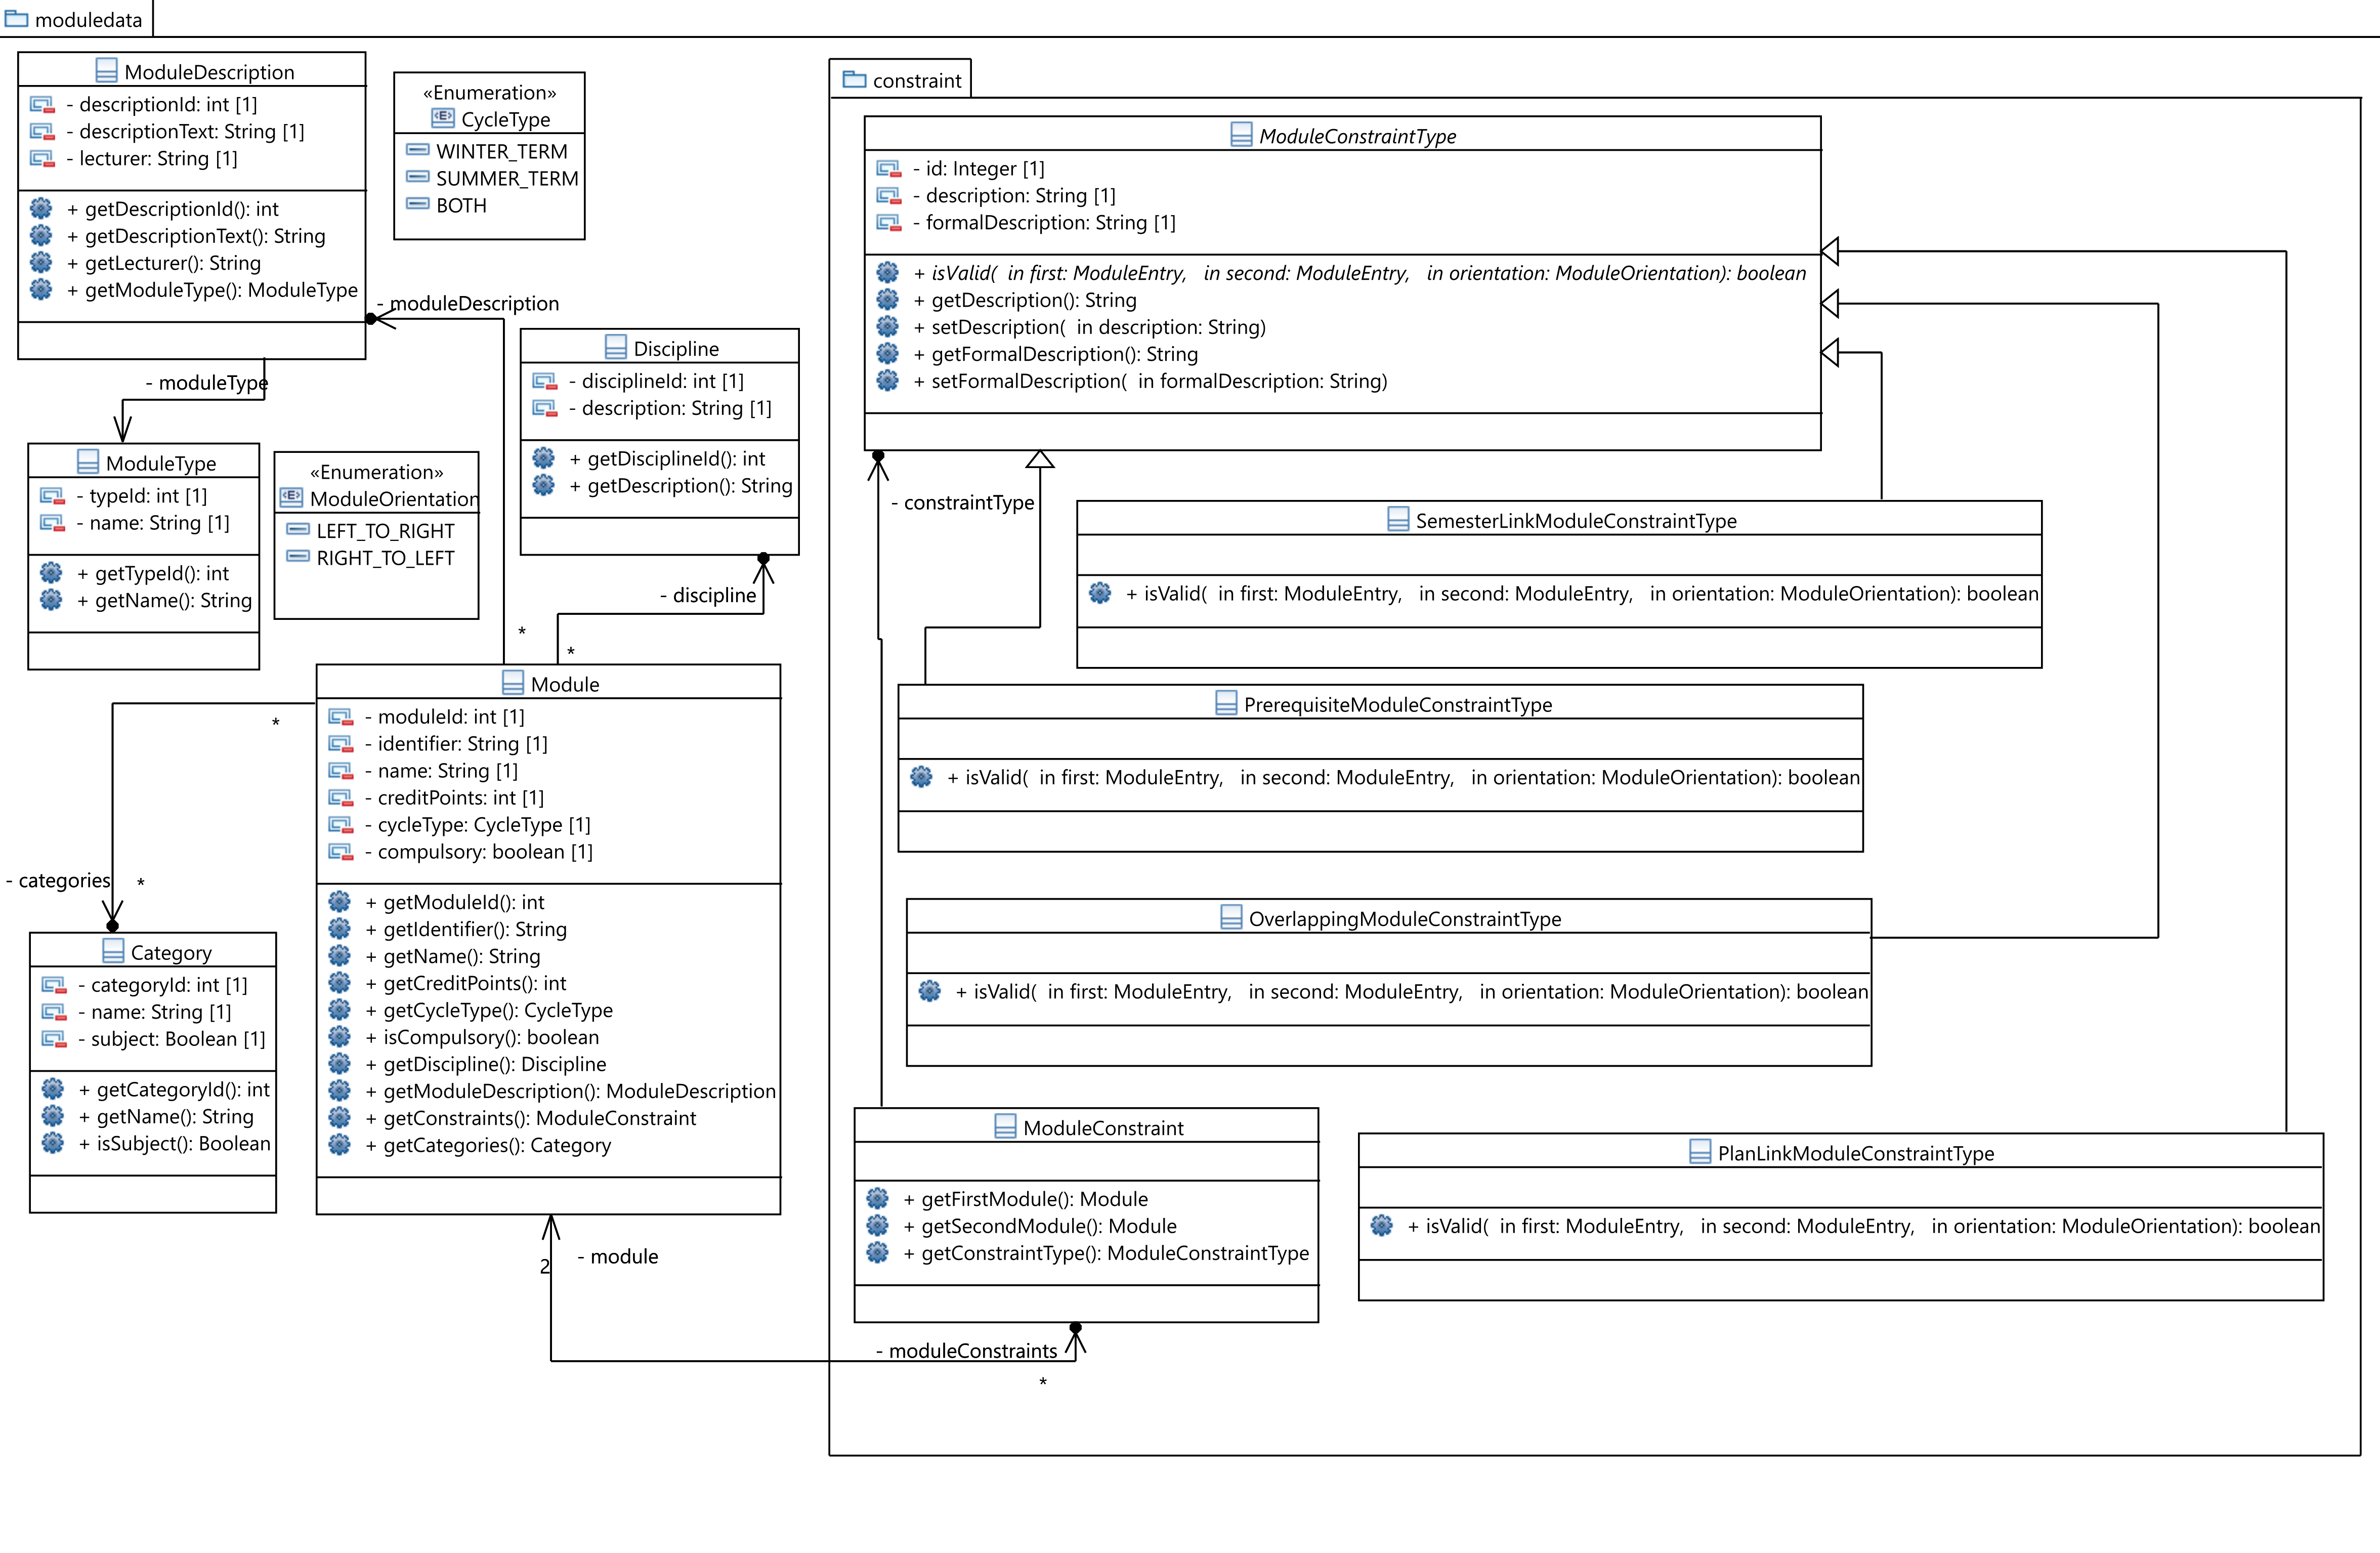 moduledata
ModuleDescription
- descriptionId: int [1]
- descriptionText: String [1]
- lecturer: String [1]
+ getDescriptionId(): int
+ getDescriptionText(): String
+ getLecturer(): String
+ getModuleType(): ModuleType
«Enumeration»
CycleType
WINTER_TERM
SUMMER_TERM
BOTH
- moduleDescription
- moduleType
Discipline
- disciplineId: int [1]
- description: String [1]
+ getDisciplineId(): int
+ getDescription(): String
ModuleType
- typeId: int [1]
- name: String [1]
+ getTypeId(): int
+ getName(): String
«Enumeration»
ModuleOrientation
LEFT_TO_RIGHT
RIGHT_TO_LEFT
- discipline
*
*
Module
- moduleId: int [1]
- identifier: String [1]
- name: String [1]
- creditPoints: int [1]
- cycleType: CycleType [1]
- compulsory: boolean [1]
+ getModuleId(): int
+ getIdentifier(): String
+ getName(): String
+ getCreditPoints(): int
+ getCycleType(): CycleType
+ isCompulsory(): boolean
+ getDiscipline(): Discipline
+ getModuleDescription(): ModuleDescription
+ getConstraints(): ModuleConstraint
+ getCategories(): Category
*
- categories
*
Category
- categoryId: int [1]
- name: String [1]
- subject: Boolean [1]
+ getCategoryId(): int
+ getName(): String
+ isSubject(): Boolean
2
- module
constraint
ModuleConstraintType
- id: Integer [1]
- description: String [1]
- formalDescription: String [1]
+ isValid( in first: ModuleEntry, in second: ModuleEntry, in orientation: ModuleOrientation): boolean
+ getDescription(): String
+ setDescription( in description: String)
+ getFormalDescription(): String
+ setFormalDescription( in formalDescription: String)
- constraintType
SemesterLinkModuleConstraintType
+ isValid( in first: ModuleEntry, in second: ModuleEntry, in orientation: ModuleOrientation): boolean
PrerequisiteModuleConstraintType
+ isValid( in first: ModuleEntry, in second: ModuleEntry, in orientation: ModuleOrientation): boolean
OverlappingModuleConstraintType
+ isValid( in first: ModuleEntry, in second: ModuleEntry, in orientation: ModuleOrientation): boolean
ModuleConstraint
+ getFirstModule(): Module
+ getSecondModule(): Module
+ getConstraintType(): ModuleConstraintType
PlanLinkModuleConstraintType
+ isValid( in first: ModuleEntry, in second: ModuleEntry, in orientation: ModuleOrientation): boolean
- moduleConstraints
*